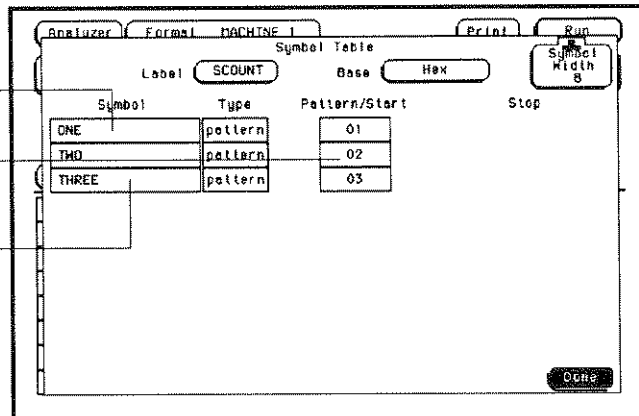 Analyzer Format MACHINE 1 Print Run
Symbol Table
Label SCOUNT Base Hex Symbol Width 8
Symbol Type Pattern/Start Stop
ONE pattern 01
TWO pattern 02
THREE pattern 03
Done